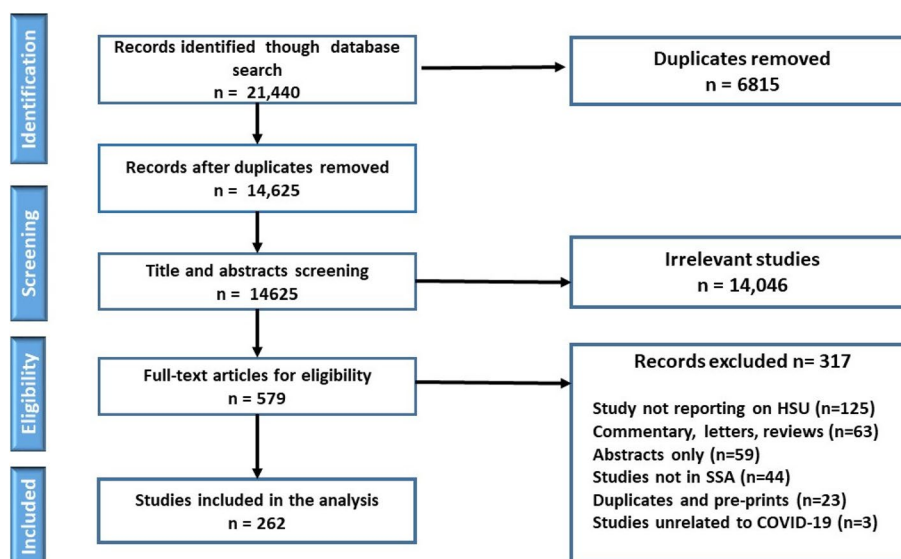 Identification
Records identified though database
search
n = 21,440
Duplicates removed
n = 6815
Records after duplicates removed
n = 14,625
Screening
Title and abstracts screening
n = 14625
Irrelevant studies
n = 14,046
Eligibility
Full-text articles for eligibility
n = 579
Records excluded n= 317
Study not reporting on HSU (n=125)
Commentary, letters, reviews (n=63)
Abstracts only (n=59)
Studies not in SSA (n=44)
Duplicates and pre-prints (n=23)
Studies unrelated to COVID-19 (n=3)
Included
Studies included in the analysis
n = 262